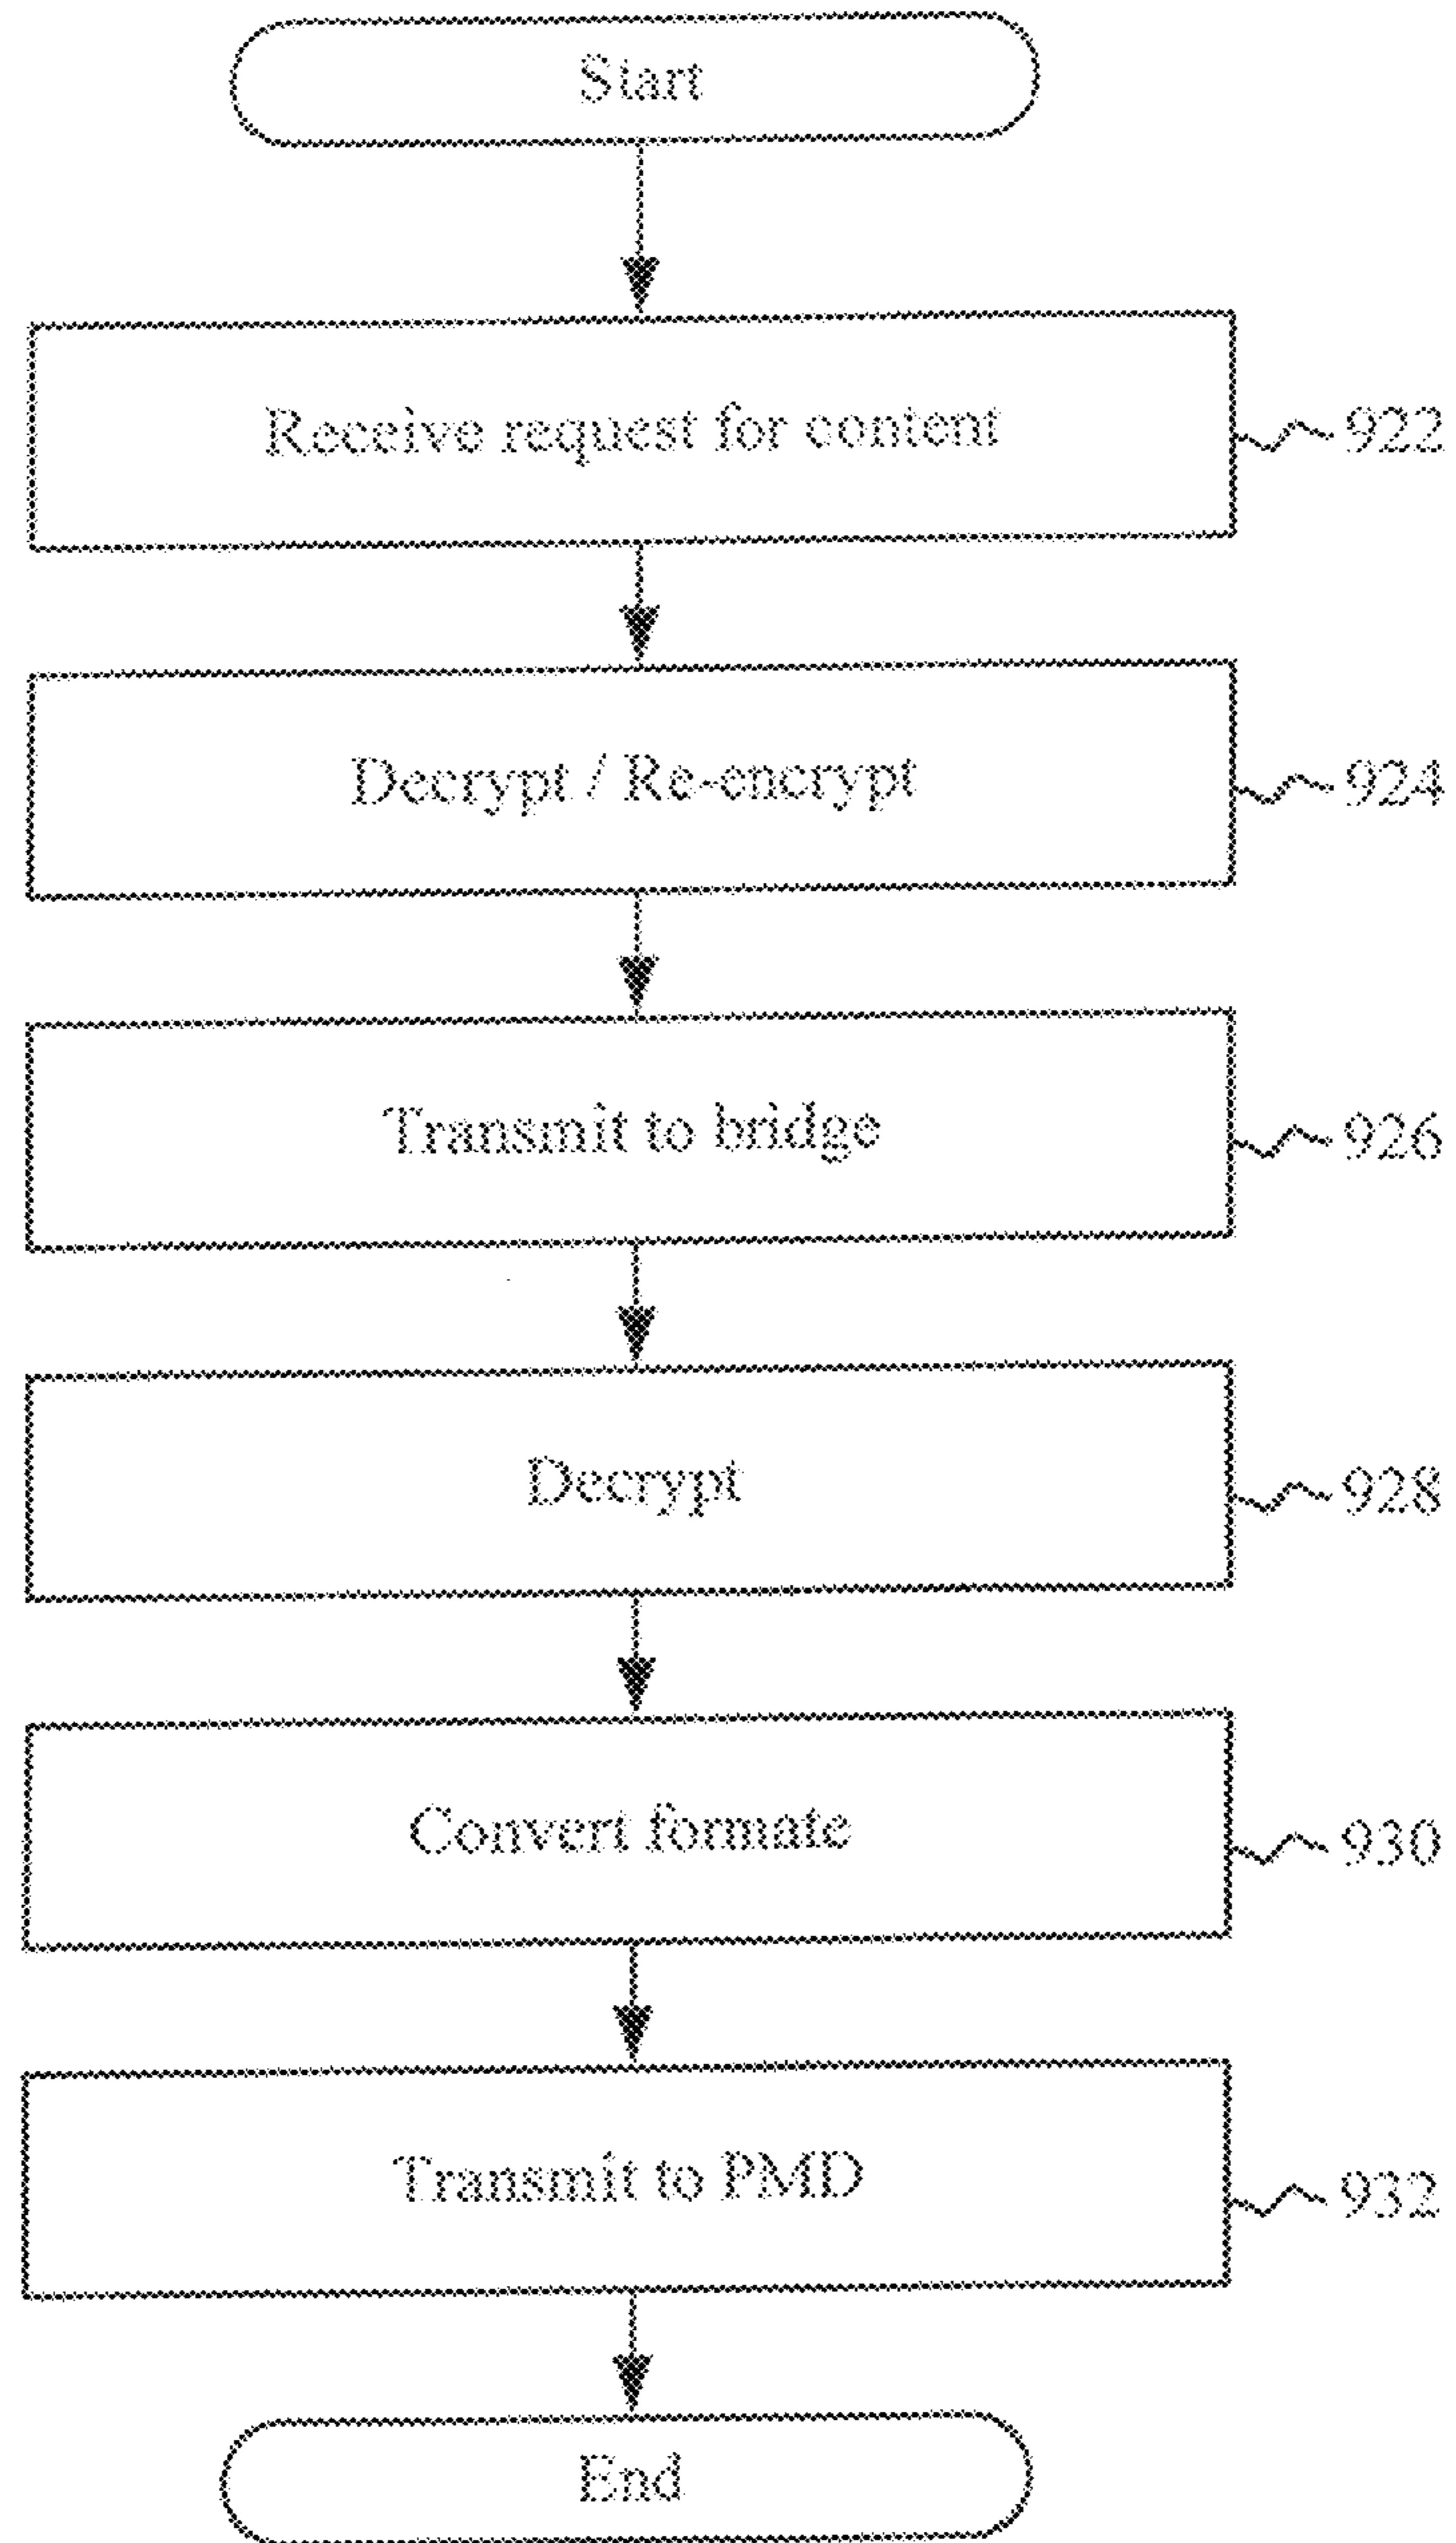 Start
Receive request for content
922
Decrypt / Re-encrypt
924
Transmit to bridge
926
Decrypt
928
Convert formate
930
Transmit to PMD
932
End